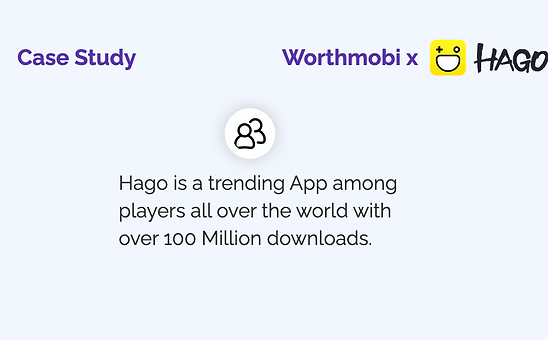 Case Study
Worthmobi x HAGO
Hago is a trending App among
players all over the world with
over 100 Million downloads.